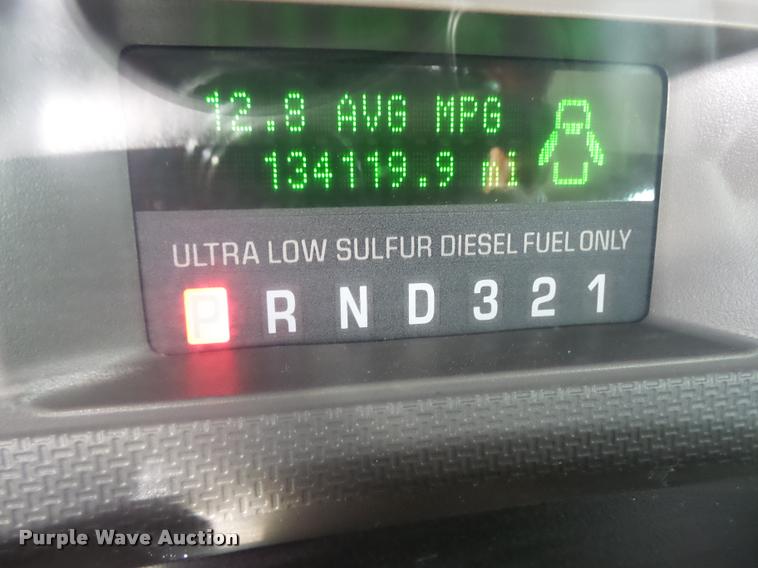 12.8 AVG MPG
134119.9 mi
ULTRA LOW SULFUR DIESEL FUEL ONLY
P R N D 3 2 1
Purple Wave Auction